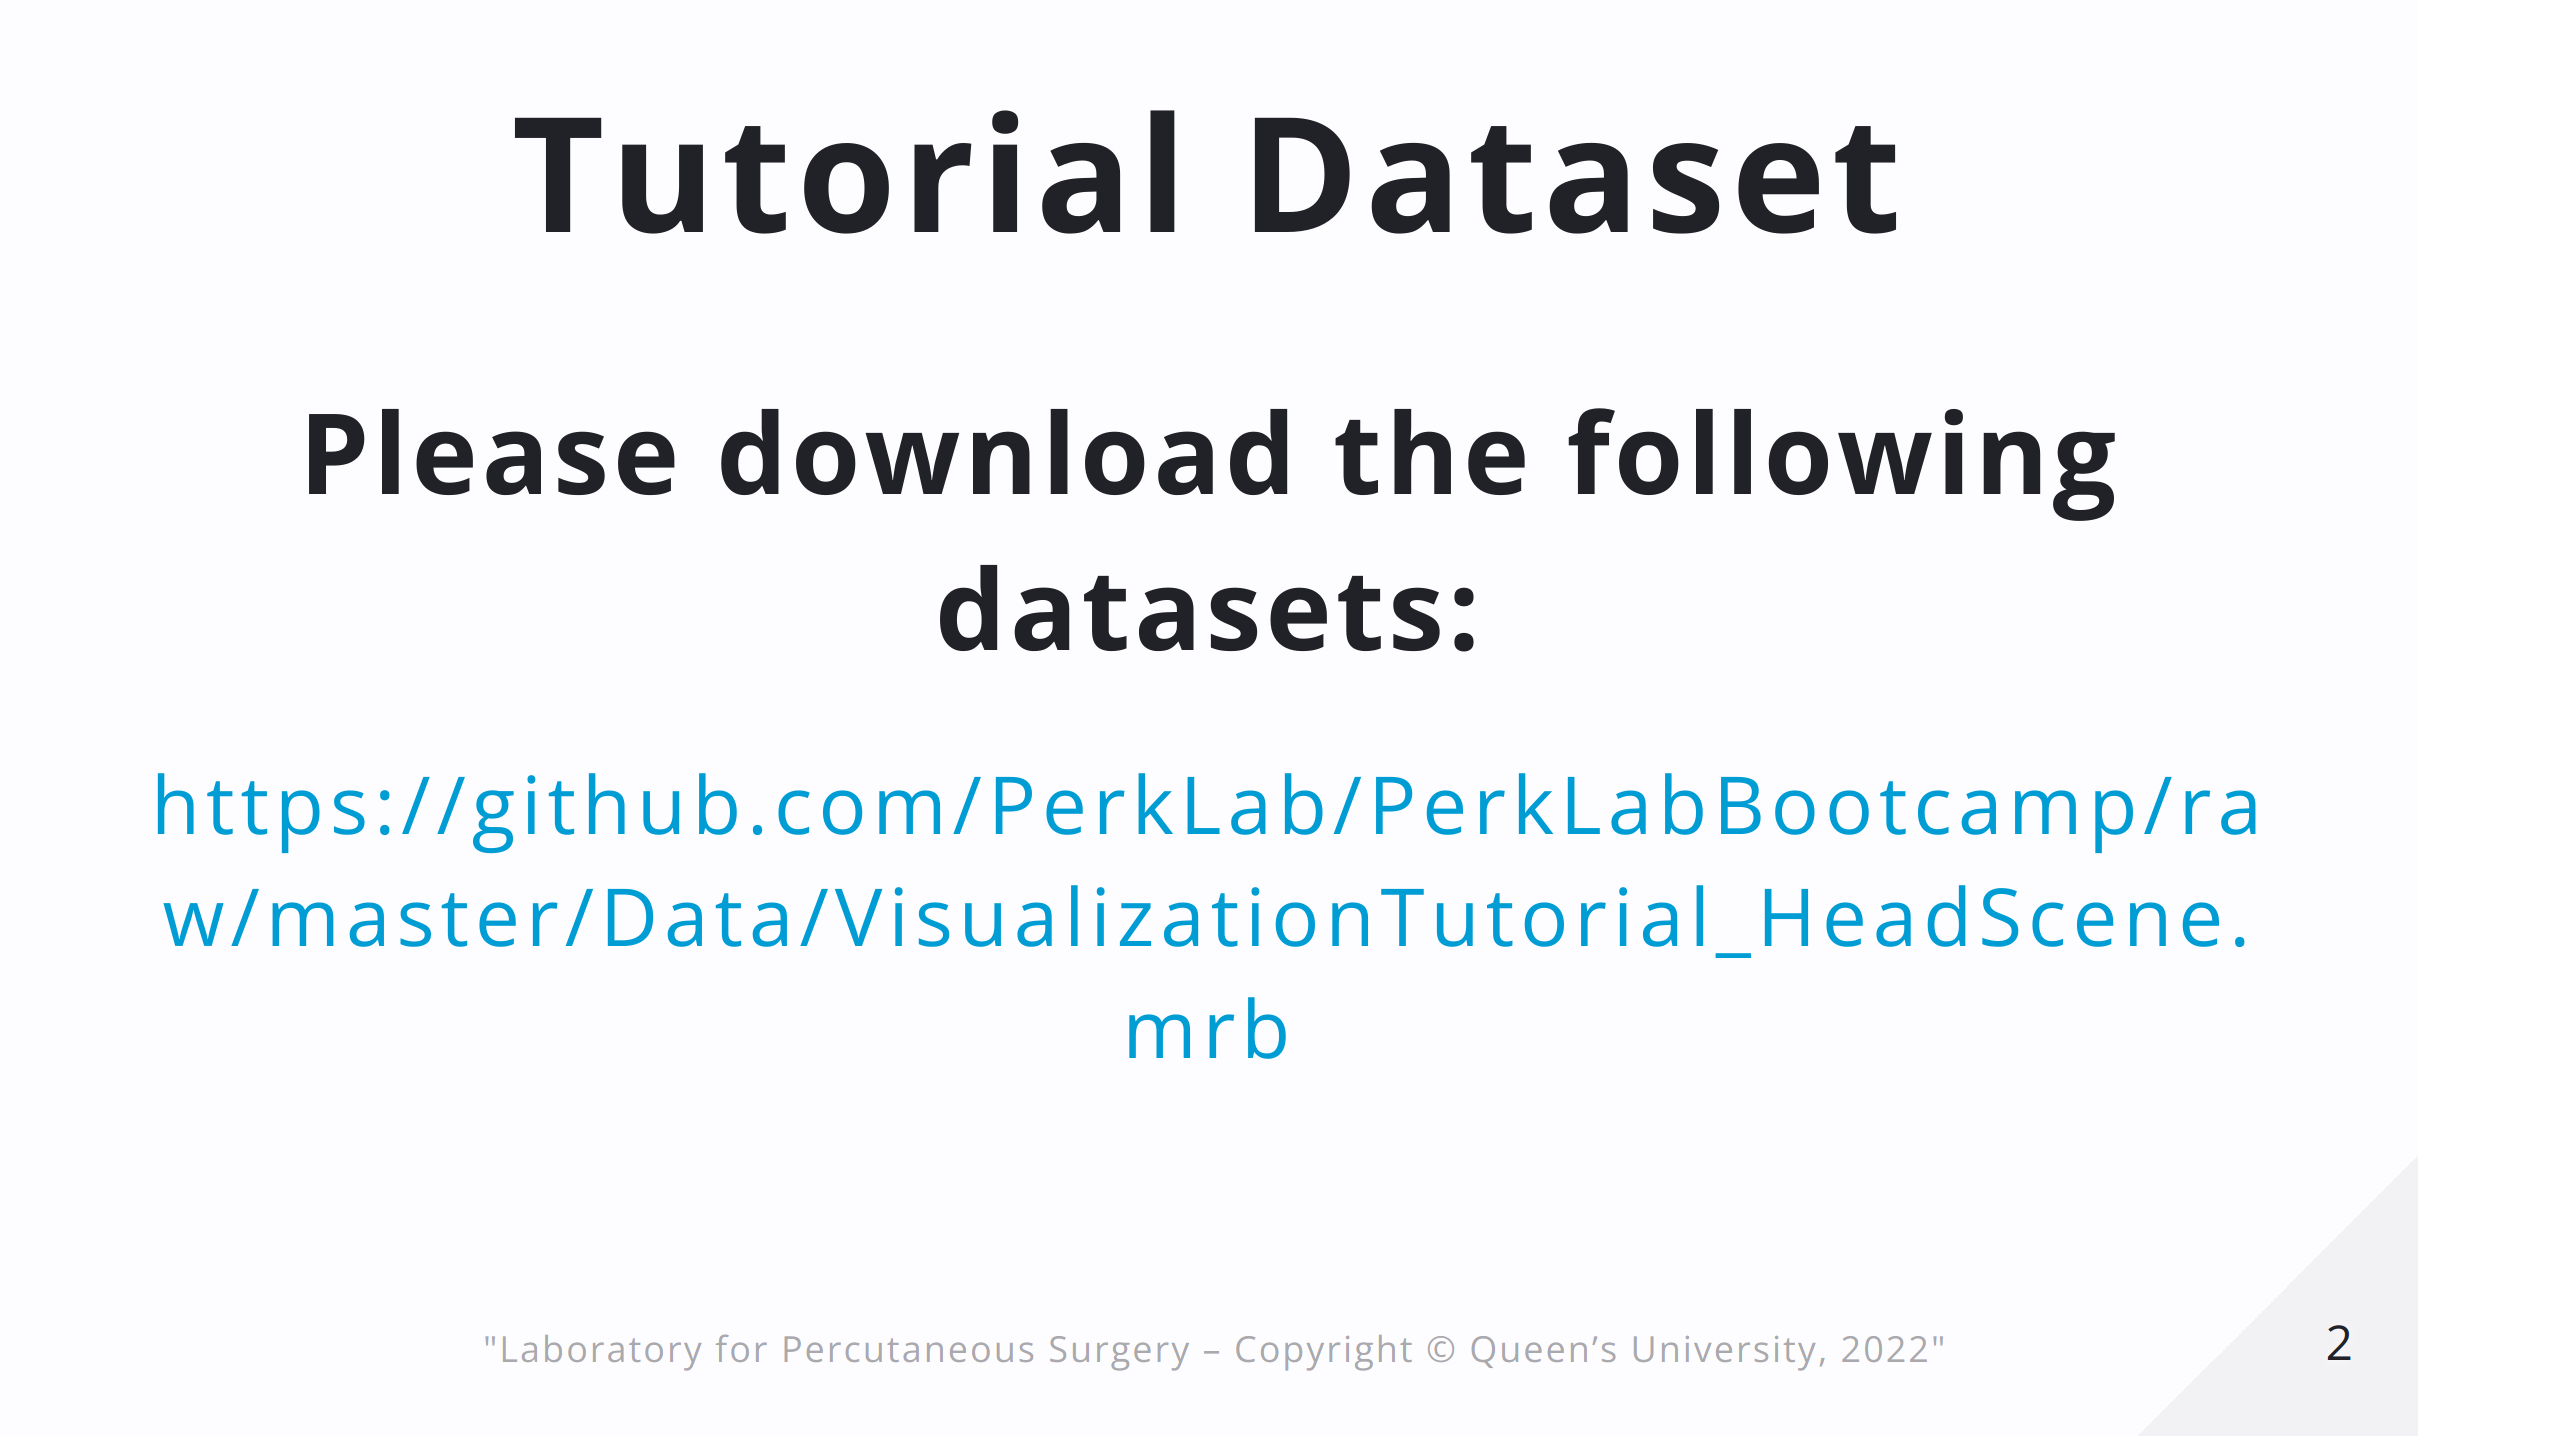 Tutorial Dataset
Please download the following
datasets:
https://github.com/PerkLab/PerkLabBootcamp/ra
w/master/Data/VisualizationTutorial_HeadScene.
mrb
"Laboratory for Percutaneous Surgery – Copyright © Queen’s University, 2022"
2